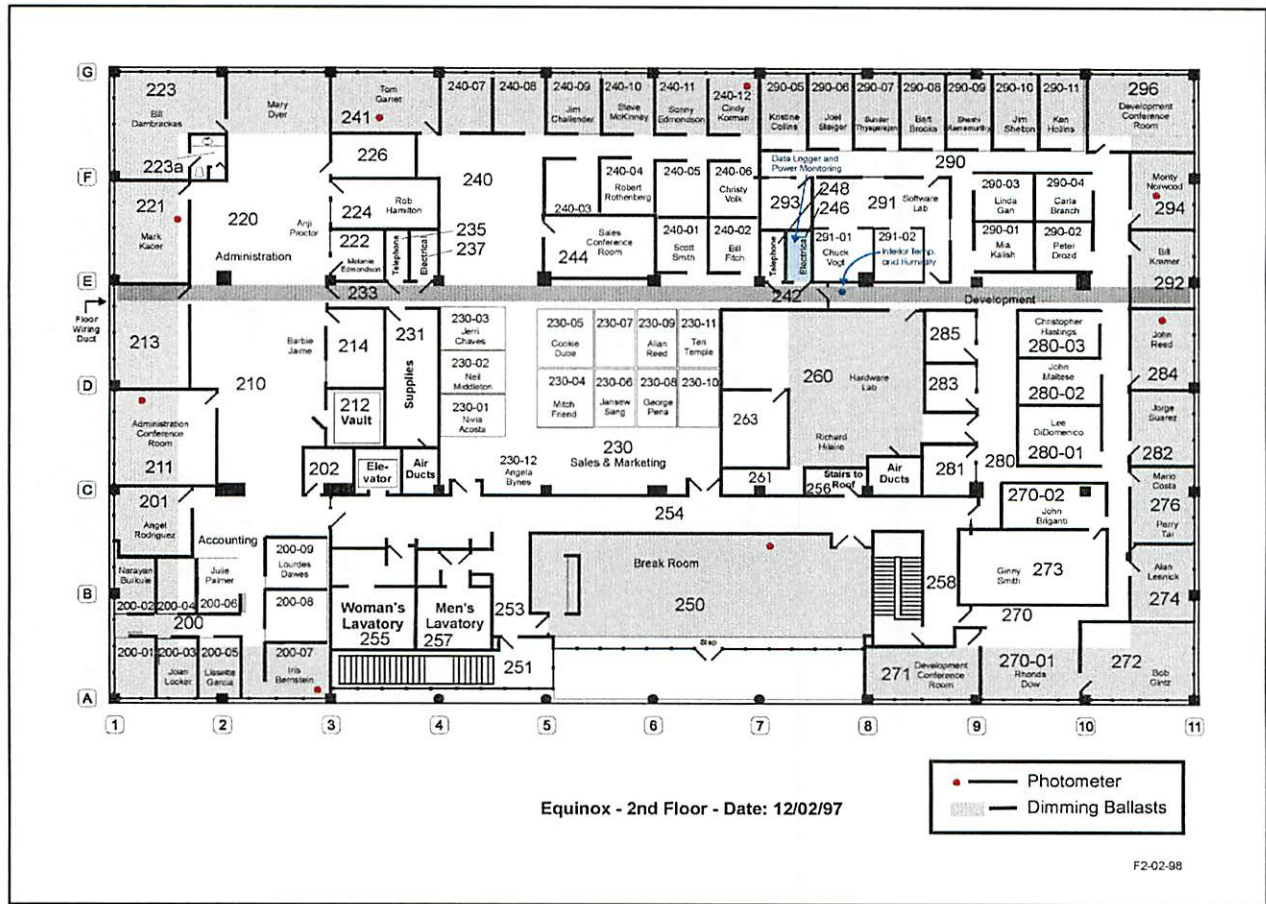 G
223
Bill
Dambrackas
223a
Mary
Dyer
Tom
Garret
241
240-07
240-08
240-09
Jim
Challender
240-10
Steve
McKinney
240-11
Sonny
Edmondson
240-12
Cindy
Korman
290-05
Kristine
Collins
290-06
Joel
Steiger
290-07
Sunder
Thyagarajan
290-08
Bart
Brooks
290-09
290-10
Jim
Shelton
290-11
Ken
Hollins
296
Development
Conference
Room
Data Logger and
Power Monitoring
F
221
Mark
Kacer
220
Administration
Anji
Proctor
226
224
Rob
Hamilton
222
Melanie
Edmondson
Telephone
Electrical
235
237
240
240-03
240-04
Robert
Rothenberg
240-05
240-06
Christy
Volk
Sales
Conference
Room
244
240-01
Scott
Smith
240-02
Bill
Fitch
293
248
246
Telephone
Electrical
291
Software
Lab
291-01
Chuck
Vogt
291-02
Interior Temp.
and Humidity
290
290-03
Linda
Gan
290-04
Carla
Branch
290-01
Mia
Kalish
290-02
Peter
Drozd
Monty
Norwood
294
Bill
Kramer
292
E
233
242
Development
Floor
Wiring
Duct
213
Barbie
Jaime
210
214
212
Vault
231
Supplies
230-03
Jerri
Chaves
230-02
Neil
Middleton
230-01
Nivia
Acosta
230-05
Cookie
Dube
230-07
230-09
Allan
Reed
230-11
Teri
Temple
230-04
Mitch
Friend
230-06
Jansew
Sang
230-08
George
Pena
230-10
230
Sales & Marketing
230-12
Angela
Bynes
260
Hardware
Lab
Richard
Hilaire
263
261
285
283
281
Christopher
Hastings
280-03
John
Maltese
280-02
Lee
DiDomenico
280-01
280
John
Reed
284
Jorge
Suarez
282
D
Administration
Conference
Room
211
202
Ele-
vator
Air
Ducts
Stairs to
Roof
256
Air
Ducts
C
201
Angel
Rodriguez
Accounting
254
270-02
John
Briganti
Mario
Costa
276
Perry
Tai
B
Narayan
Burkule
200-02
200-04
Julie
Palmer
200-06
200-09
Lourdes
Dawes
200-08
200
Woman's
Lavatory
255
Men's
Lavatory
257
253
251
Break Room
250
Step
258
Ginny
Smith
273
270
Alan
Lesnick
274
A
200-01
200-03
Joan
Locker
200-05
Lissette
Garcia
200-07
Iris
Bernstein
271
Development
Conference
Room
270-01
Rhonda
Dow
272
Bob
Gintz
1
2
3
4
5
6
7
8
9
10
11
Equinox - 2nd Floor - Date: 12/02/97
Photometer
Dimming Ballasts
F2-02-98